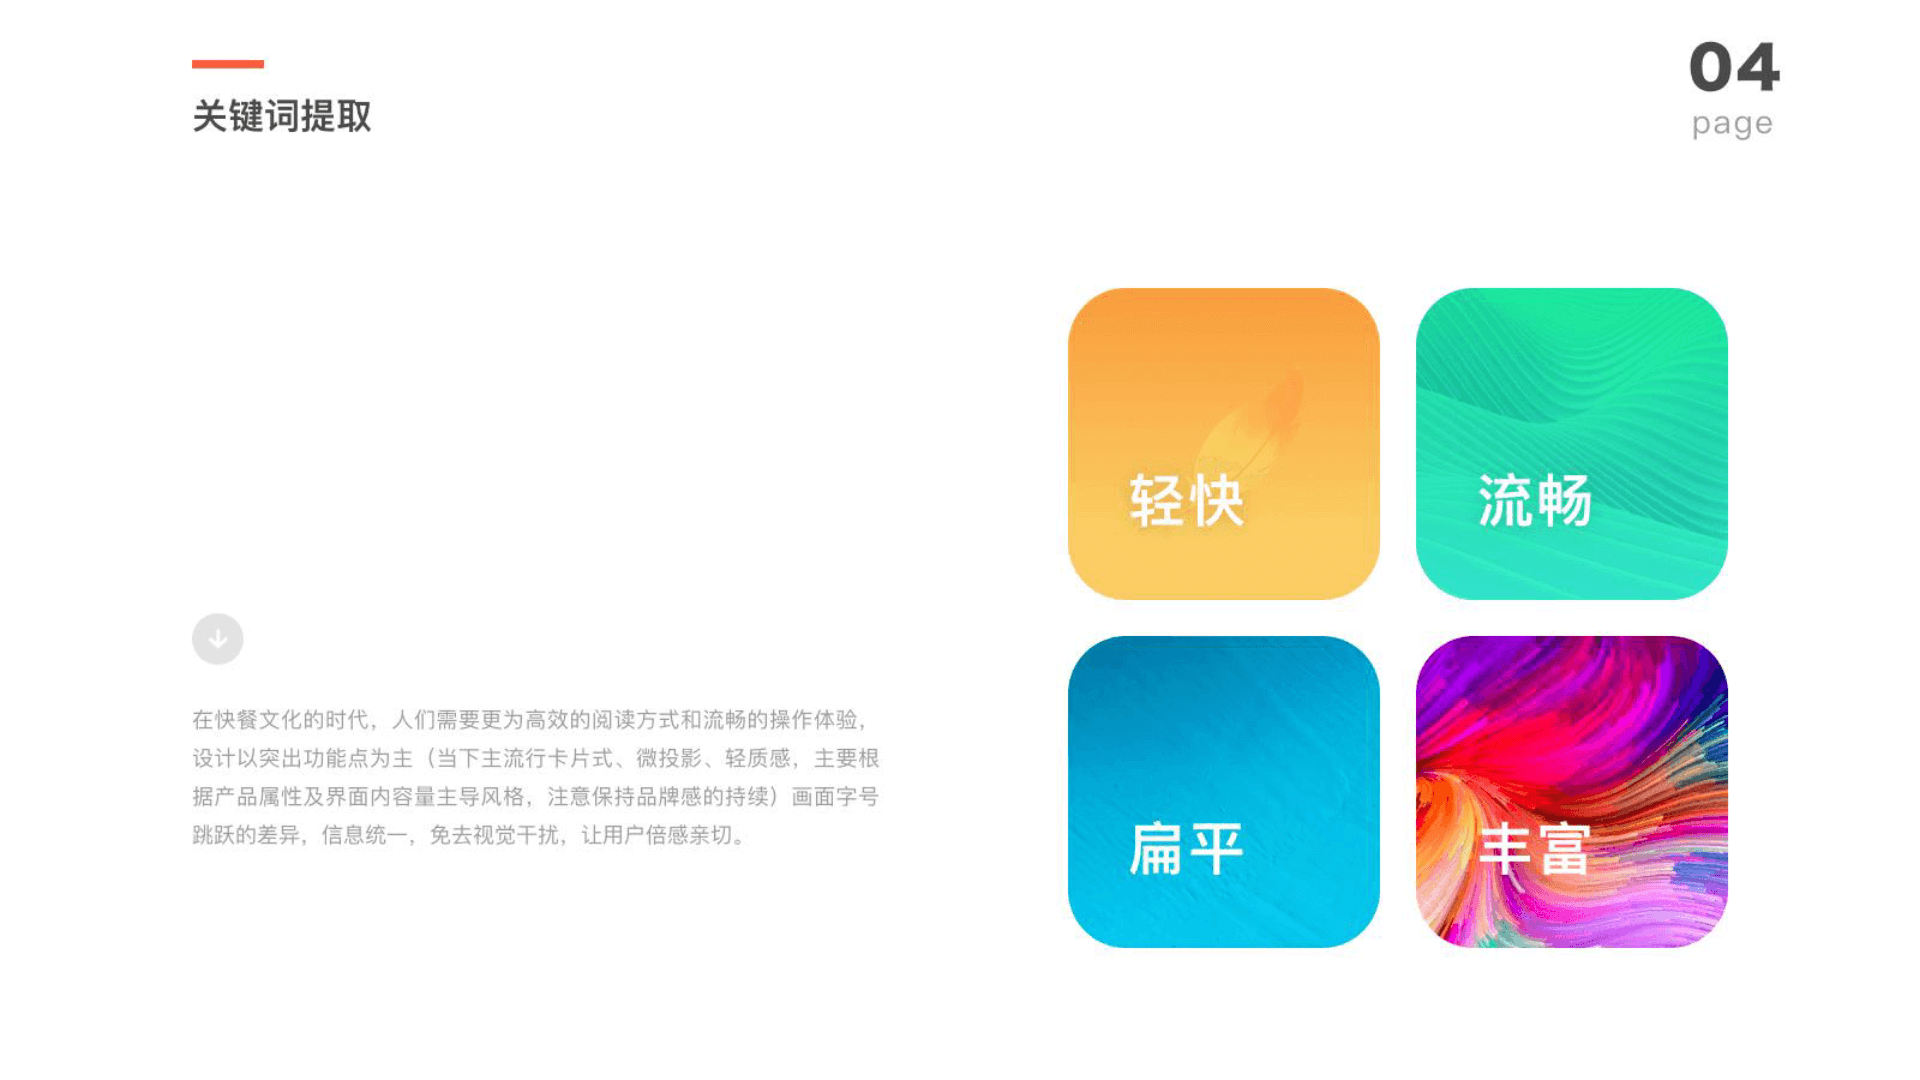 关键词提取
04
page
轻快
流畅
扁平
丰富
在快餐文化的时代，人们需要更为高效的阅读方式和流畅的操作体验，
设计以突出功能点为主（当下主流行卡片式、微投影、轻质感，主要根
据产品属性及界面内容量主导风格，注意保持品牌感的持续）画面字号
跳跃的差异，信息统一，免去视觉干扰，让用户倍感亲切。